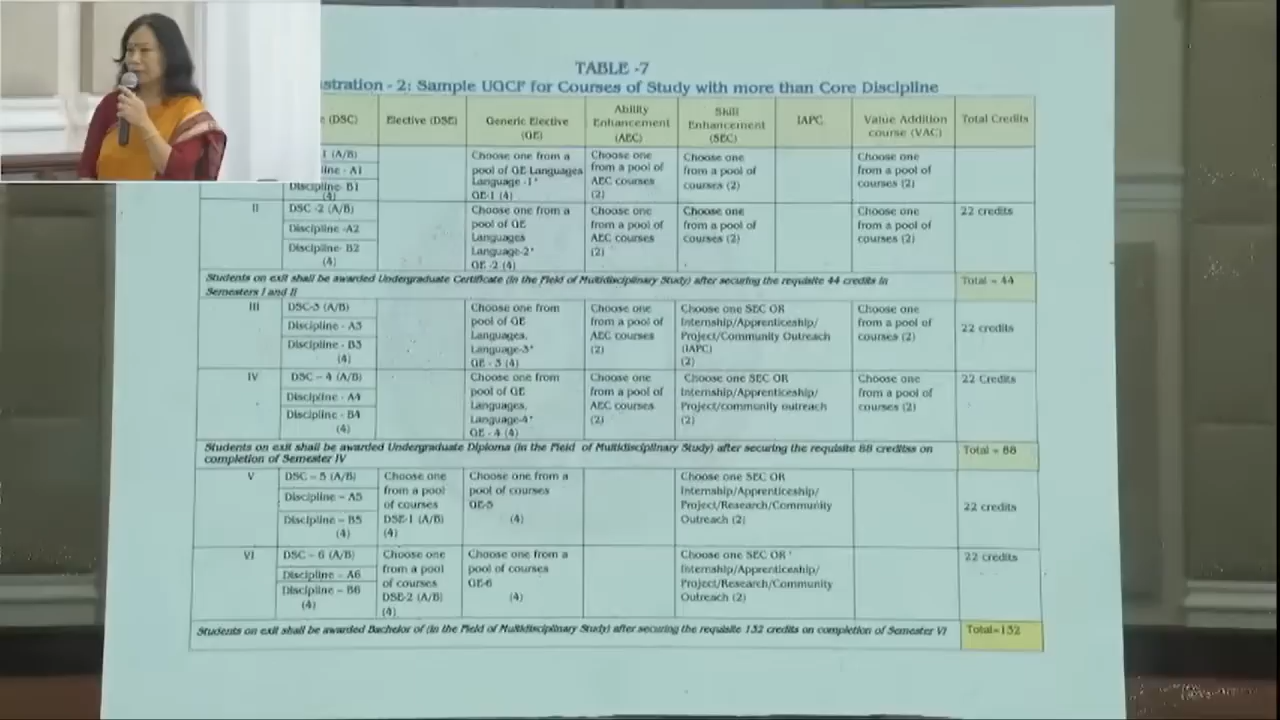 TABLE -7
stration - 2: Sample UGCF for Courses of Study with more than Core Discipline
(DSC)
Elective (DSE)
Generic Elective
(GE)
Ability
Enhancement
(AEC)
Skill
Enhancement
(SEC)
IAPC
Value Addition
course (VAC)
Total Credits
1 (A/B)
line - A1
Discipline- B1
(4)
Choose one from a
pool of GE Languages
Language -1*
GE-1 (4)
Choose one
from a pool of
AEC courses
(2)
Choose one
from a pool of
courses (2)
Choose one
from a pool of
courses (2)
II
DSC -2 (A/B)
Discipline -A2
Discipline- B2
(4)
Choose one from a
pool of GE
Languages
Language-2*
GE -2 (4)
Choose one
from a pool of
AEC courses
(2)
Choose one
from a pool of
courses (2)
Choose one
from a pool of
courses (2)
22 credits
Students on exit shall be awarded Undergraduate Certificate (in the Field of Multidisciplinary Study) after securing the requisite 44 credits in
Semesters I and II
Total = 44
III
DSC-3 (A/B)
Discipline - A3
Discipline - B3
(4)
Choose one from
pool of GE
Languages,
Language-3*
GE - 3 (4)
Choose one
from a pool of
AEC courses
(2)
Choose one SEC OR
Internship/Apprenticeship/
Project/Community Outreach
(IAPC)
(2)
Choose one
from a pool of
courses (2)
22 credits
IV
DSC – 4 (A/B)
Discipline - A4
Discipline - B4
(4)
Choose one from
pool of GE
Languages,
Language-4*
GE - 4 (4)
Choose one
from a pool of
AEC courses
(2)
Choose one SEC OR
Internship/Apprenticeship/
Project/community outreach
(2)
Choose one
from a pool of
courses (2)
22 Credits
Students on exit shall be awarded Undergraduate Diploma (in the Field of Multidisciplinary Study) after securing the requisite 88 creditss on
completion of Semester IV
Total = 88
V
DSC – 5 (A/B)
Discipline – A5
Discipline – B5
(4)
Choose one
from a pool
of courses
DSE-1 (A/B)
(4)
Choose one from a
pool of courses
GE-5
(4)
Choose one SEC OR
Internship/Apprenticeship/
Project/Research/Community
Outreach (2)
22 credits
VI
DSC – 6 (A/B)
Discipline – A6
Discipline – B6
(4)
Choose one
from a pool
of courses
DSE-2 (A/B)
(4)
Choose one from a
pool of courses
GE-6
(4)
Choose one SEC OR
Internship/Apprenticeship/
Project/Research/Community
Outreach (2)
22 credits
Students on exit shall be awarded Bachelor of (in the Field of Multidisciplinary Study) after securing the requisite 132 credits on completion of Semester VI
Total=132